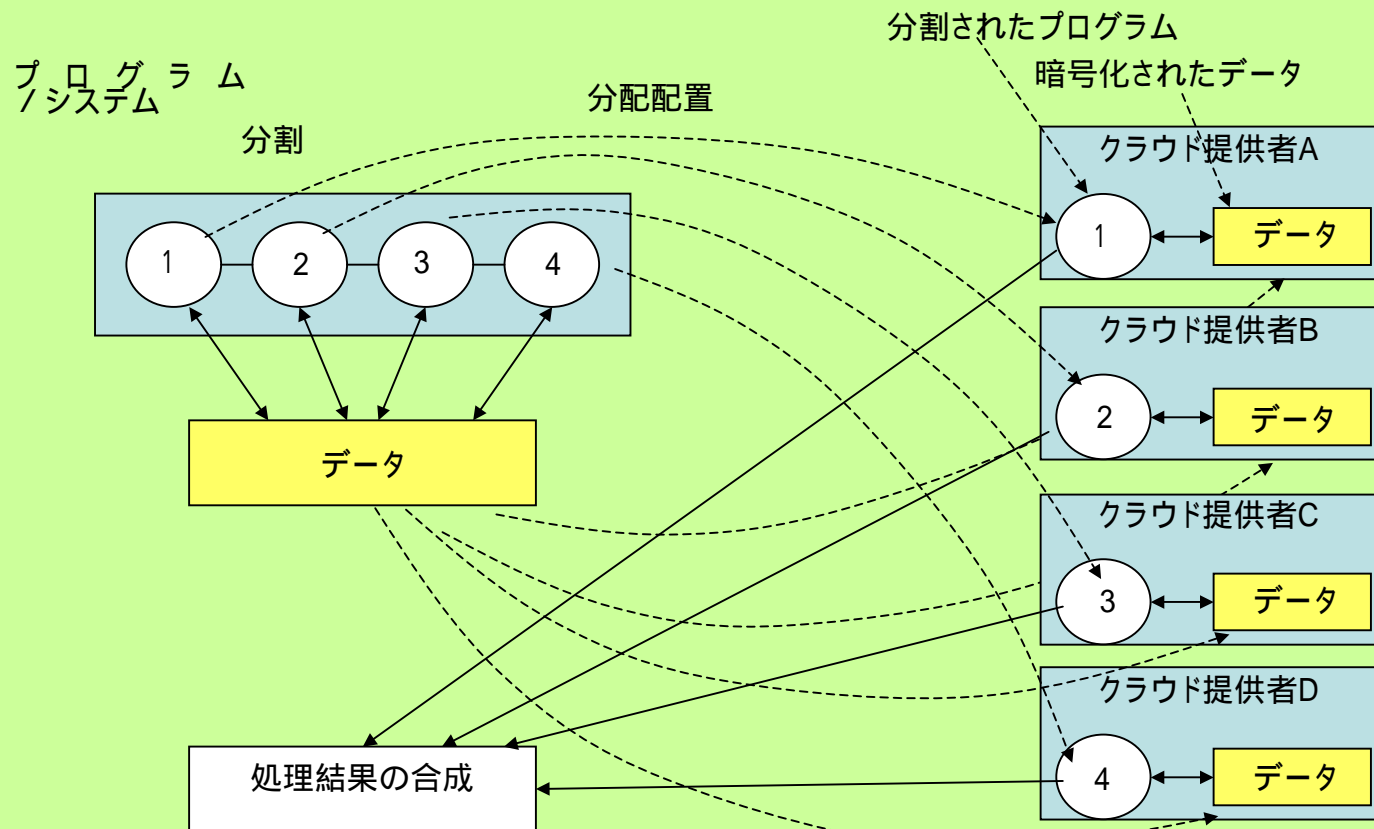 分割されたプログラム
プログラム
/システム
暗号化されたデータ
分配配置
分割
クラウド提供者A
1
データ
1
2
3
4
クラウド提供者B
2
データ
データ
クラウド提供者C
3
データ
クラウド提供者D
4
データ
処理結果の合成